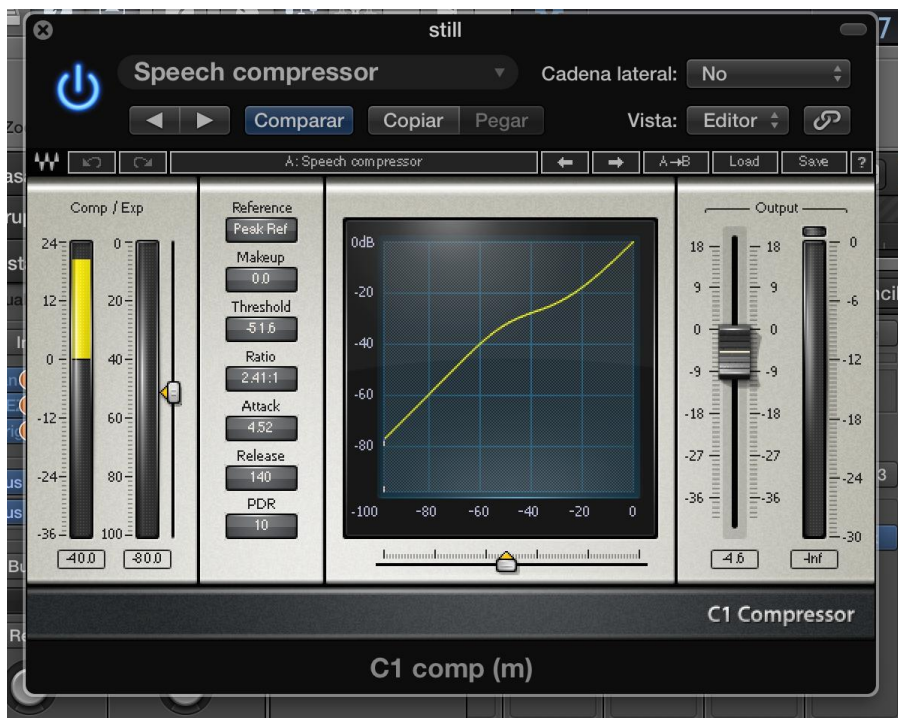 still
7
Speech compressor
Cadena lateral: No
Comparar Copiar Pegar Vista: Editor
A: Speech compressor A→B Load Save ?
Comp / Exp
24 0
12 20
0 40
-12 60
-24 80
-36 100
-40.0 -80.0
Reference
Peak Ref
Makeup
0.0
Threshold
-51.6
Ratio
2.41:1
Attack
4.52
Release
140
PDR
10
0dB
-20
-40
-60
-80
-100 -80 -60 -40 -20 0
Output
18 18 0
9 9 -6
0 0 -12
-9 -9 -18
-18 -18 -24
-27 -27 -30
-36 -36
-4.6 -Inf
3
C1 Compressor
C1 comp (m)